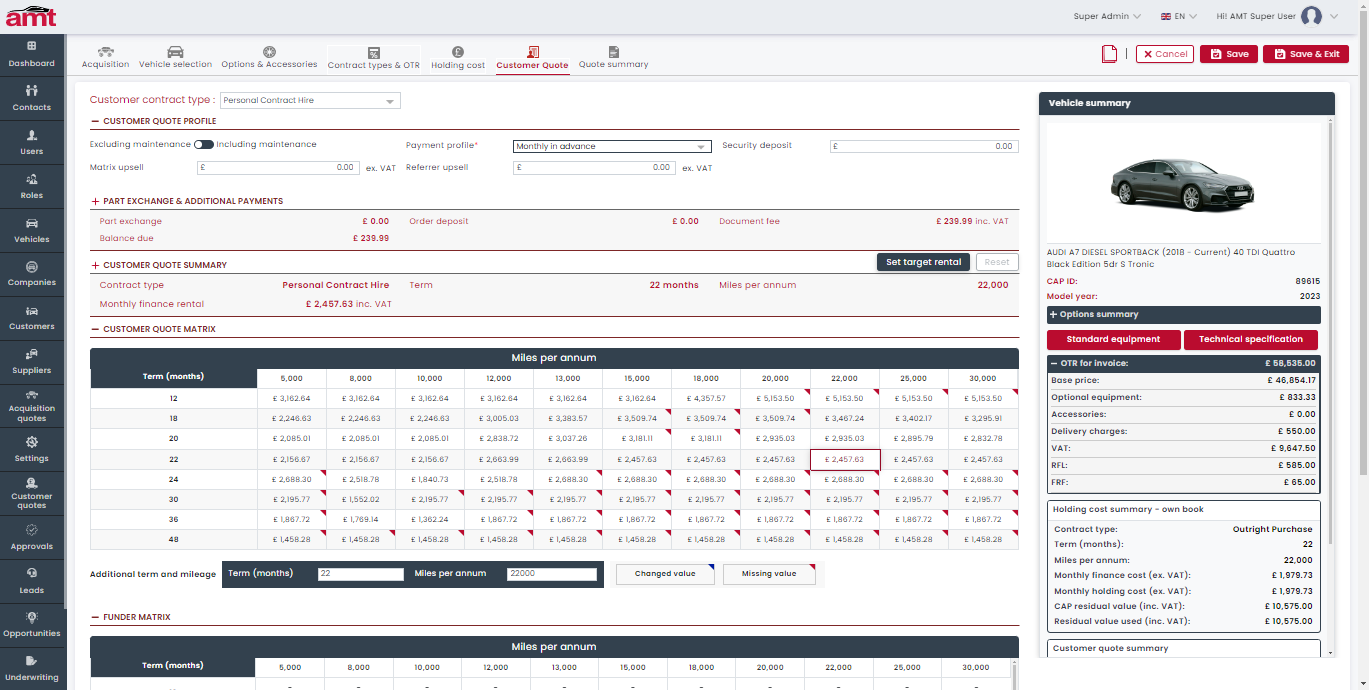 amt
Super Admin
EN
Hi! AMT Super User
Dashboard
Contacts
Users
Roles
Vehicles
Companies
Customers
Suppliers
Acquisition
quotes
Settings
Customer
quotes
Approvals
Leads
Opportunities
Underwriting
Acquisition Vehicle selection Options & Accessories Contract types & OTR Holding cost Customer Quote Quote summary
Cancel Save Save & Exit
Customer contract type : Personal Contract Hire
CUSTOMER QUOTE PROFILE
Excluding maintenance Including maintenance Payment profile* Monthly in advance Security deposit £ 0.00
Matrix upsell £ 0.00 ex. VAT Referrer upsell £ 0.00 ex. VAT
PART EXCHANGE & ADDITIONAL PAYMENTS
Part exchange £ 0.00 Order deposit £ 0.00 Document fee £ 239.99 inc. VAT
Balance due £ 239.99
CUSTOMER QUOTE SUMMARY Set target rental Reset
Contract type Personal Contract Hire Term 22 months Miles per annum 22,000
Monthly finance rental £ 2,457.63 inc. VAT
CUSTOMER QUOTE MATRIX
Miles per annum
Term (months) 5,000 8,000 10,000 12,000 13,000 15,000 18,000 20,000 22,000 25,000 30,000
12 £ 3,162.64 £ 3,162.64 £ 3,162.64 £ 3,162.64 £ 3,162.64 £ 3,162.64 £ 4,357.57 £ 5,153.50 £ 5,153.50 £ 5,153.50 £ 5,153.50
18 £ 2,246.63 £ 2,246.63 £ 2,246.63 £ 3,005.03 £ 3,383.57 £ 3,509.74 £ 3,509.74 £ 3,509.74 £ 3,467.24 £ 3,402.17 £ 3,295.91
20 £ 2,085.01 £ 2,085.01 £ 2,085.01 £ 2,838.72 £ 3,037.26 £ 3,181.11 £ 3,181.11 £ 2,935.03 £ 2,935.03 £ 2,895.79 £ 2,832.78
22 £ 2,156.67 £ 2,156.67 £ 2,156.67 £ 2,663.99 £ 2,663.99 £ 2,457.63 £ 2,457.63 £ 2,457.63 £ 2,457.63 £ 2,457.63 £ 2,457.63
24 £ 2,688.30 £ 2,518.78 £ 1,840.73 £ 2,518.78 £ 2,688.30 £ 2,688.30 £ 2,688.30 £ 2,688.30 £ 2,688.30 £ 2,688.30 £ 2,688.30
30 £ 2,195.77 £ 1,552.02 £ 2,195.77 £ 2,195.77 £ 2,195.77 £ 2,195.77 £ 2,195.77 £ 2,195.77 £ 2,195.77 £ 2,195.77 £ 2,195.77
36 £ 1,867.72 £ 1,769.14 £ 1,362.24 £ 1,867.72 £ 1,867.72 £ 1,867.72 £ 1,867.72 £ 1,867.72 £ 1,867.72 £ 1,867.72 £ 1,867.72
48 £ 1,458.28 £ 1,458.28 £ 1,458.28 £ 1,458.28 £ 1,458.28 £ 1,458.28 £ 1,458.28 £ 1,458.28 £ 1,458.28 £ 1,458.28 £ 1,458.28
Additional term and mileage Term (months) 22 Miles per annum 22000 Changed value Missing value
FUNDER MATRIX
Miles per annum
Term (months) 5,000 8,000 10,000 12,000 13,000 15,000 18,000 20,000 22,000 25,000 30,000
Vehicle summary
AUDI A7 DIESEL SPORTBACK (2018 - Current) 40 TDI Quattro
Black Edition 5dr S Tronic
CAP ID: 89615
Model year: 2023
Options summary
Standard equipment Technical specification
OTR for invoice: £ 58,535.00
Base price: £ 46,854.17
Optional equipment: £ 833.33
Accessories: £ 0.00
Delivery charges: £ 550.00
VAT: £ 9,647.50
RFL: £ 585.00
FRF: £ 65.00
Holding cost summary - own book
Contract type: Outright Purchase
Term (months): 22
Miles per annum: 22,000
Monthly finance cost (ex. VAT): £ 1,979.73
Monthly holding cost (ex. VAT): £ 1,979.73
CAP residual value (inc. VAT): £ 10,575.00
Residual value used (inc. VAT): £ 10,575.00
Customer quote summary